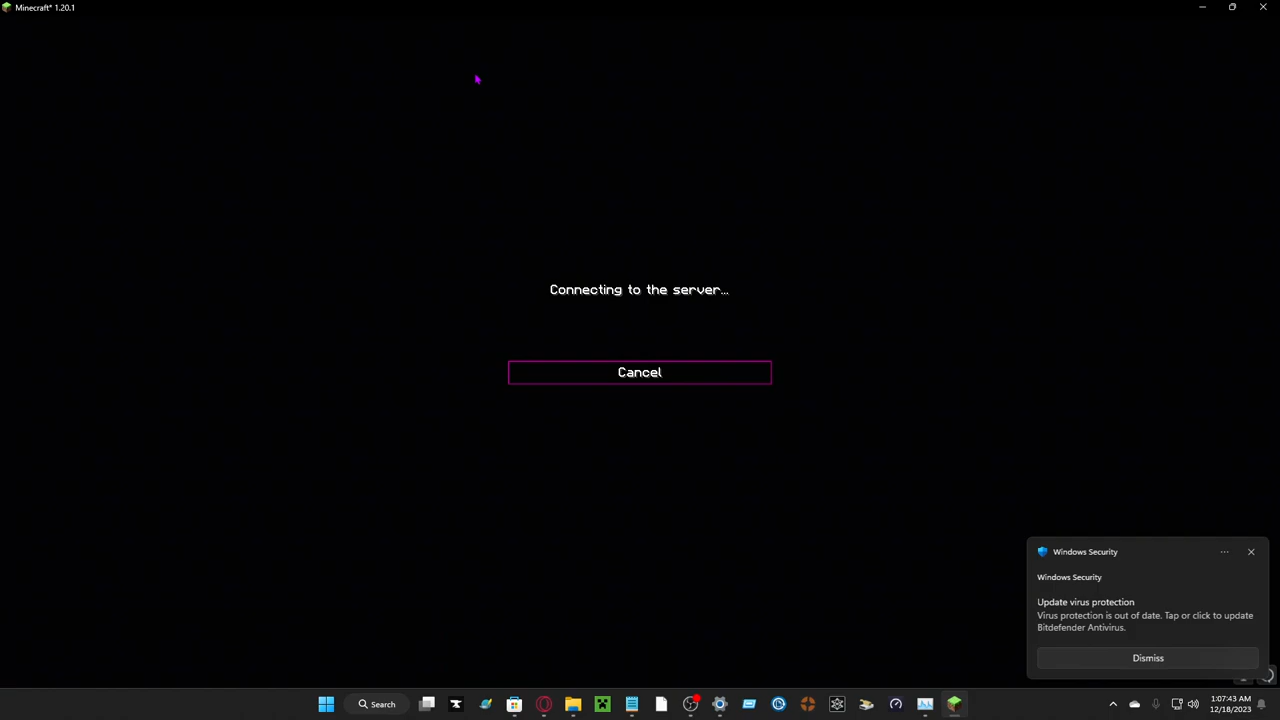 Minecraft* 1.20.1
Connecting to the server...
Cancel
Windows Security
Windows Security
Update virus protection
Virus protection is out of date. Tap or click to update
Bitdefender Antivirus.
Dismiss
Search
1:07:43 AM
12/18/2023